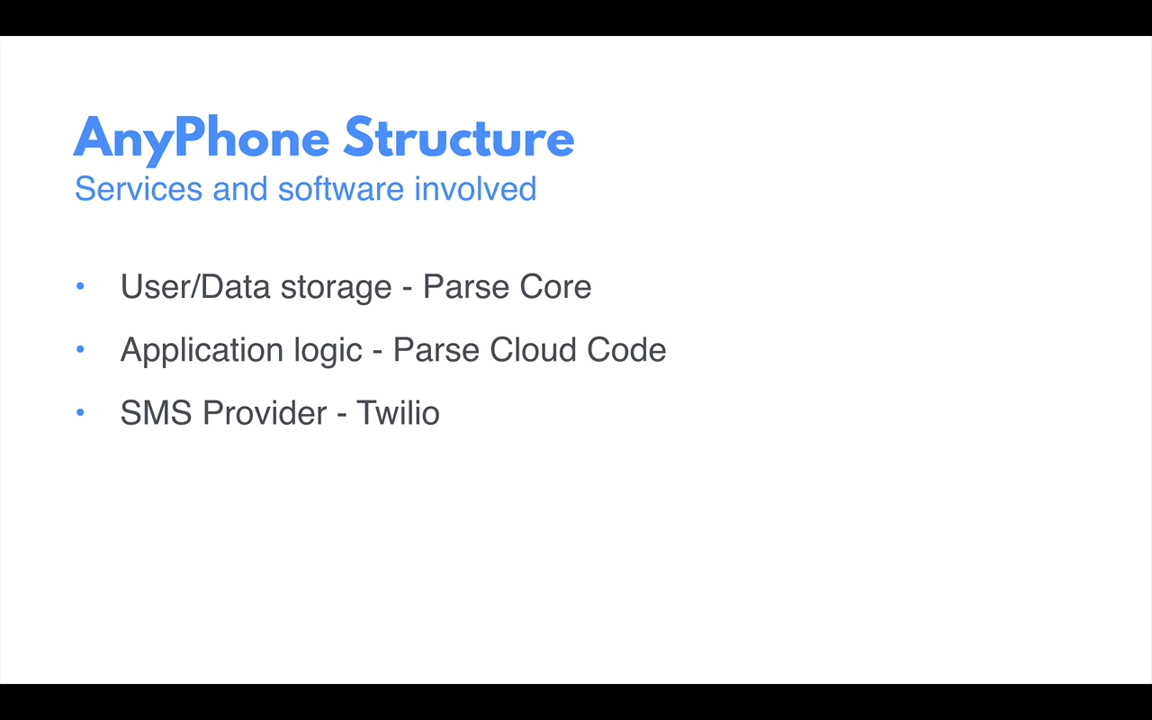 AnyPhone Structure
Services and software involved
• User/Data storage - Parse Core
• Application logic - Parse Cloud Code
• SMS Provider - Twilio